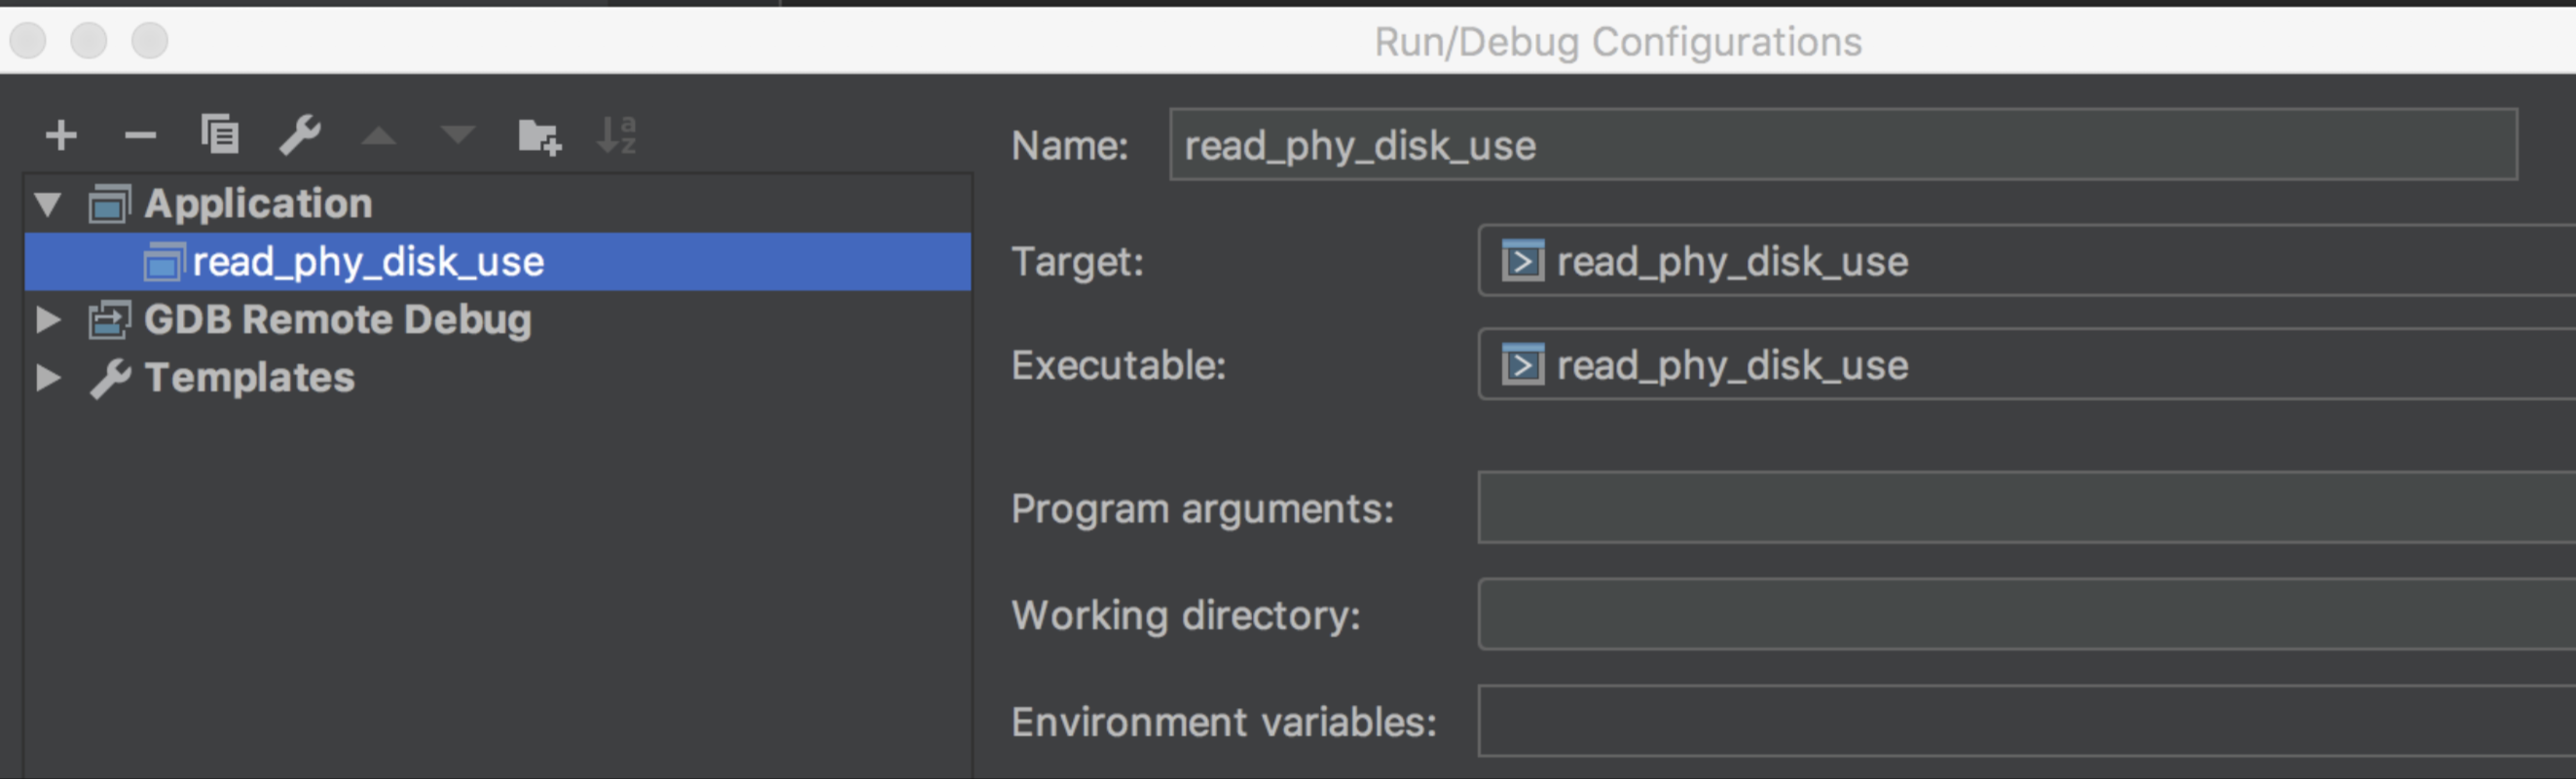 Run/Debug Configurations
Application
read_phy_disk_use
GDB Remote Debug
Templates
Name: read_phy_disk_use
Target: read_phy_disk_use
Executable: read_phy_disk_use
Program arguments:
Working directory:
Environment variables: